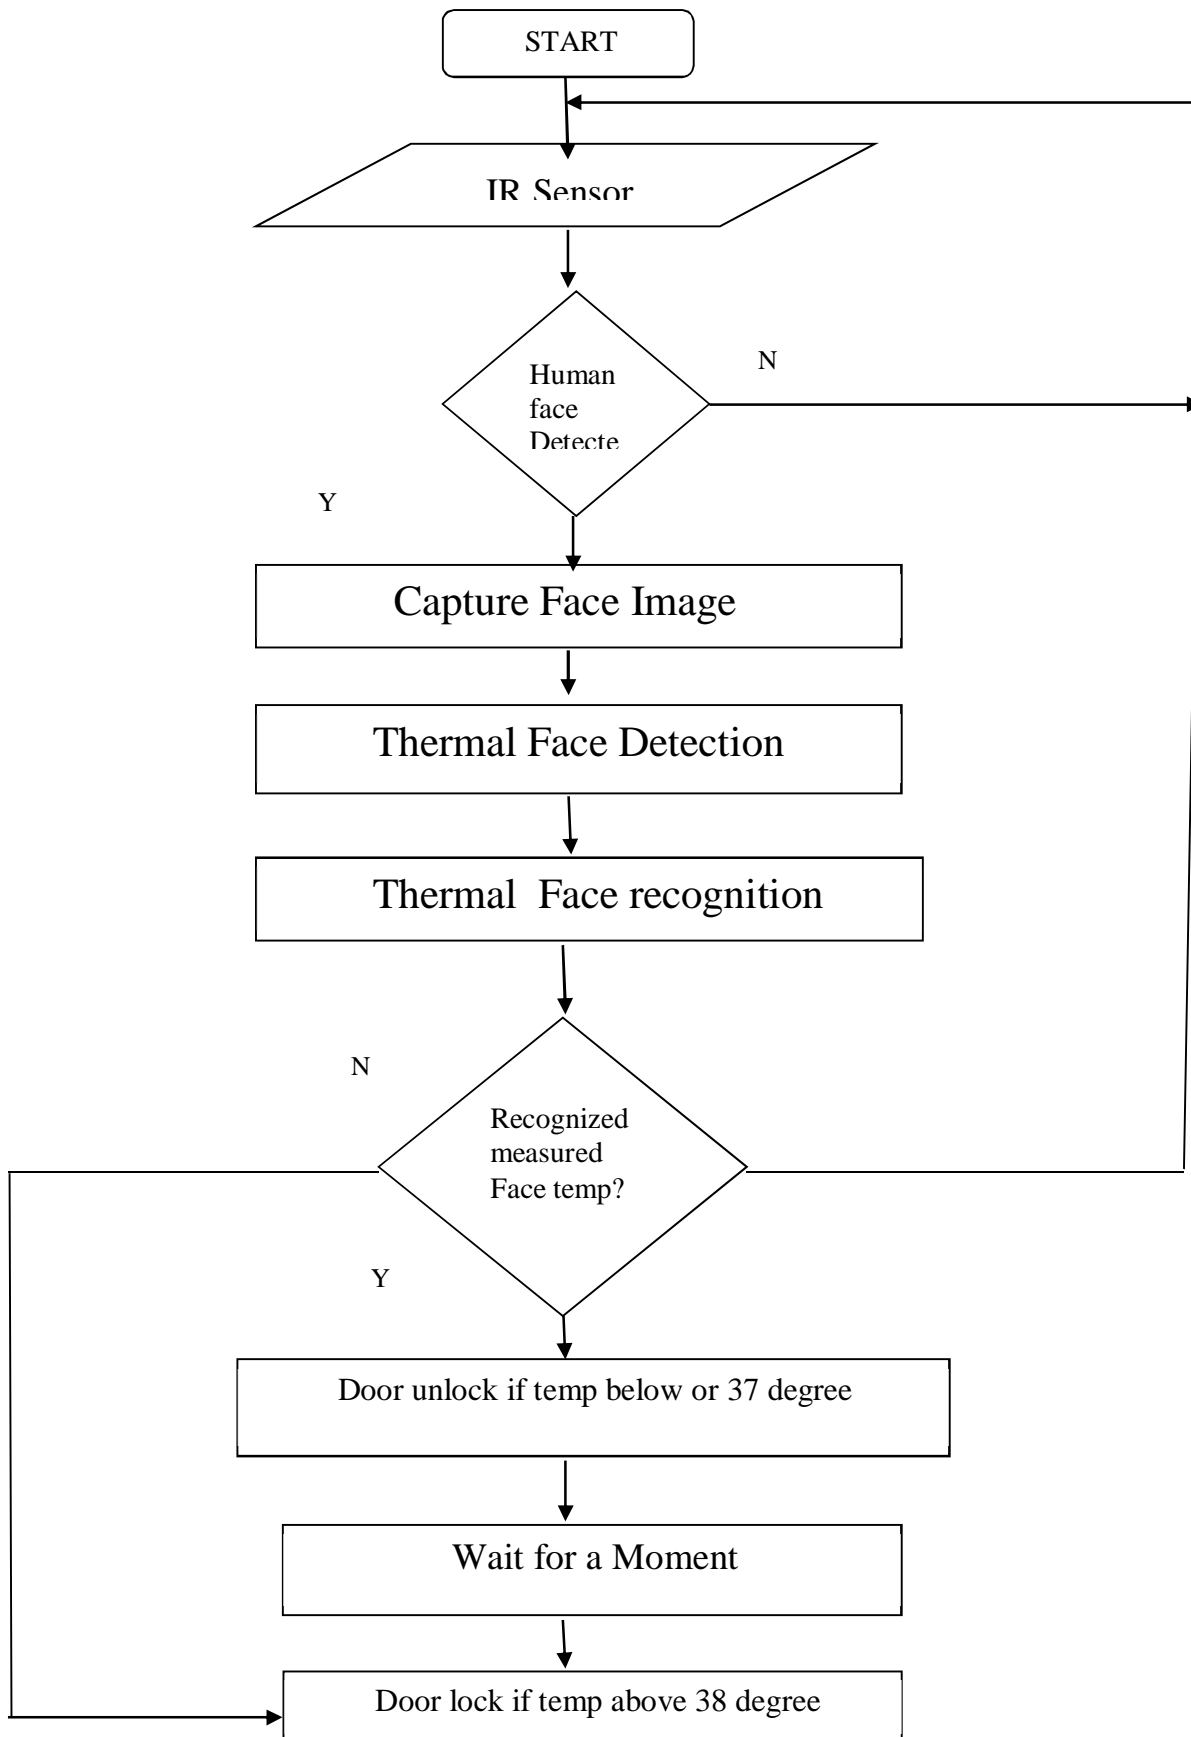 START
IR Sensor
Human
face
Detecte
N
Y
Capture Face Image
Thermal Face Detection
Thermal Face recognition
N
Recognized
measured
Face temp?
Y
Door unlock if temp below or 37 degree
Wait for a Moment
Door lock if temp above 38 degree